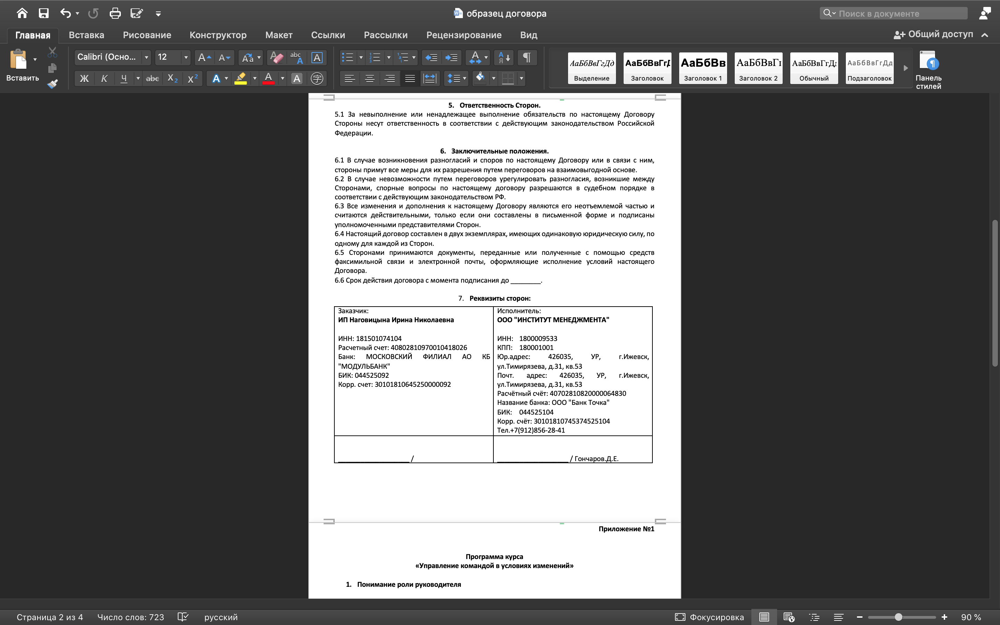 образец договора
Поиск в документе
Главная Вставка Рисование Конструктор Макет Ссылки Рассылки Рецензирование Вид
Общий доступ
Вставить
Calibri (Осно... 12
Ж К Ч abc X₂ X²
АаБбВвГгДд Выделение
АаБбВвГгД Заголовок
АаБбВв Заголовок 1
АаБбВвГг Заголовок 2
АаБбВвГгДд Обычный
АаБбВвГгДд Подзаголовок
Панель
стилей
5. Ответственность Сторон.
5.1 За невыполнение или ненадлежащее выполнение обязательств по настоящему Договору
Стороны несут ответственность в соответствии с действующим законодательством Российской
Федерации.
6. Заключительные положения.
6.1 В случае возникновения разногласий и споров по настоящему Договору или в связи с ним,
стороны примут все меры для их разрешения путем переговоров на взаимовыгодной основе.
6.2 В случае невозможности путем переговоров урегулировать разногласия, возникшие между
Сторонами, спорные вопросы по настоящему договору разрешаются в судебном порядке в
соответствии с действующим законодательством РФ.
6.3 Все изменения и дополнения к настоящему Договору являются его неотъемлемой частью и
считаются действительными, только если они составлены в письменной форме и подписаны
уполномоченными представителями Сторон.
6.4 Настоящий договор составлен в двух экземплярах, имеющих одинаковую юридическую силу, по
одному для каждой из Сторон.
6.5 Сторонами принимаются документы, переданные или полученные с помощью средств
факсимильной связи и электронной почты, оформляющие исполнение условий настоящего
Договора.
6.6 Срок действия договора с момента подписания до _________.
7. Реквизиты сторон:
Заказчик:
ИП Наговицына Ирина Николаевна
ИНН: 181501074104
Расчетный счет: 40802810970010418026
Банк: МОСКОВСКИЙ ФИЛИАЛ АО КБ
"МОДУЛЬБАНК"
БИК: 044525092
Корр. счет: 30101810645250000092
_____________________ /
Исполнитель:
ООО "ИНСТИТУТ МЕНЕДЖМЕНТА"
ИНН: 1800009533
КПП: 180001001
Юр.адрес: 426035, УР, г.Ижевск,
ул.Тимирязева, д.31, кв.53
Почт. адрес: 426035, УР, г.Ижевск,
ул.Тимирязева, д.31, кв.53
Расчётный счёт: 40702810820000064830
Название банка: ООО "Банк Точка"
БИК: 044525104
Корр. счёт: 30101810745374525104
Тел.+7(912)856-28-41
_____________________ / Гончаров.Д.Е.
Приложение №1
Программа курса
«Управление командой в условиях изменений»
1. Понимание роли руководителя
Страница 2 из 4 Число слов: 723 русский Фокусировка 90 %